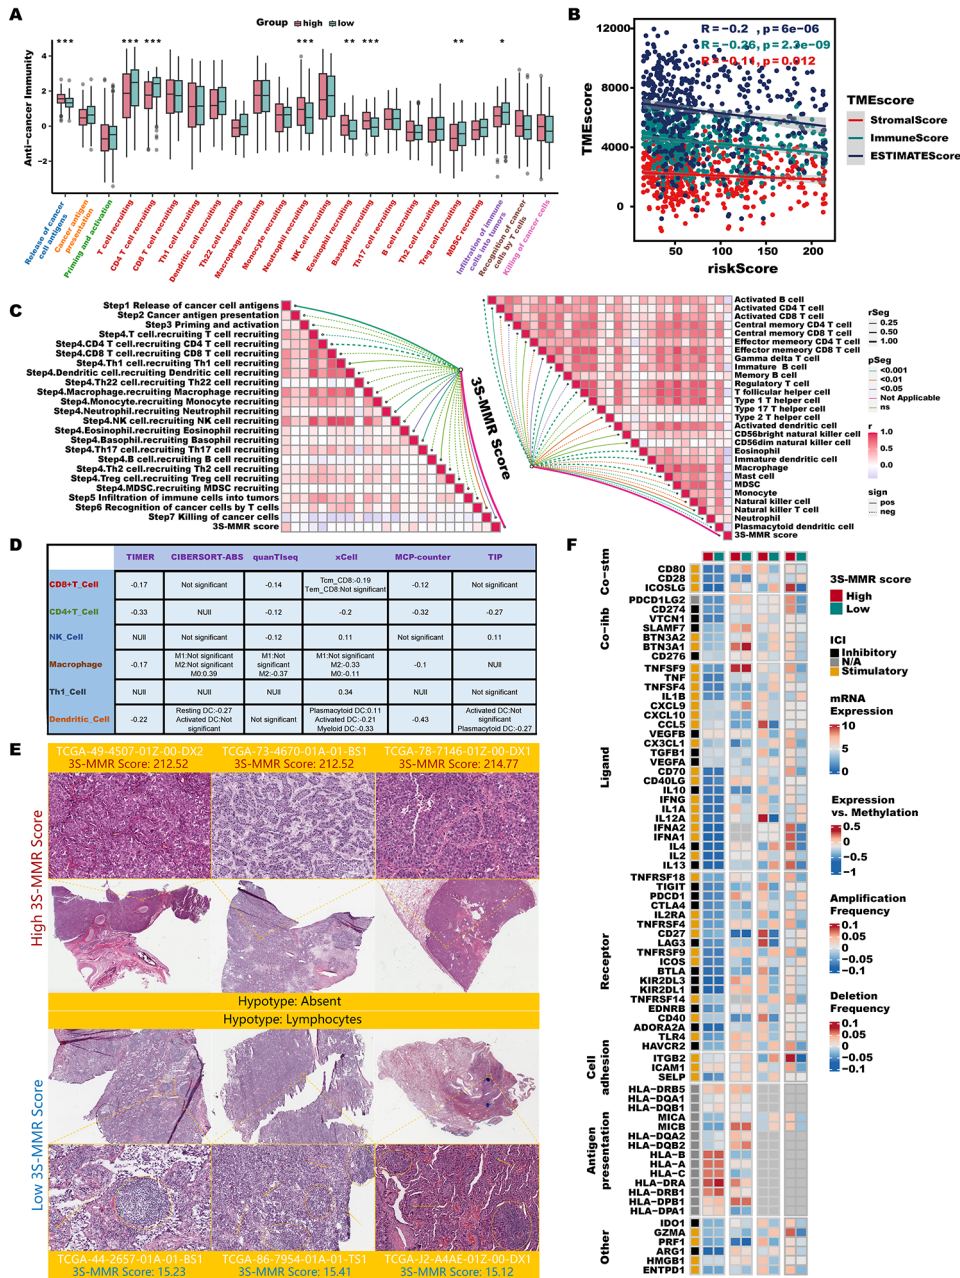 A
Group high low
Anti-cancer Immunity
4
2
0
-2
*** *** *** *** ** *** ** *
Release of cancer cell antigens
Cancer antigen presentation
Priming and activation
T cell recruiting
CD4 T cell recruiting
CD8 T cell recruiting
Th1 cell recruiting
Dendritic cell recruiting
Th22 cell recruiting
Macrophage recruiting
Monocyte recruiting
Neutrophil recruiting
NK cell recruiting
Eosinophil recruiting
Basophil recruiting
Th17 cell recruiting
B cell recruiting
Th2 cell recruiting
Treg cell recruiting
MDSC recruiting
Infiltration of immune cells into tumors
Recognition of cancer cells by T cells
Killing of cancer cells
B
R=-0.2 , p=6e-06
R=-0.26, p=2.3e-09
R=-0.11, p=0.012
TMEscore
12000
8000
4000
0
0 50 100 150 200
riskScore
TMEscore
StromalScore
ImmuneScore
ESTIMATEScore
C
Step1 Release of cancer cell antigens
Step2 Cancer antigen presentation
Step3 Priming and activation
Step4.T cell.recruiting T cell recruiting
Step4.CD4 T cell.recruiting CD4 T cell recruiting
Step4.CD8 T cell.recruiting CD8 T cell recruiting
Step4.Th1 cell.recruiting Th1 cell recruiting
Step4.Dendritic cell.recruiting Dendritic cell recruiting
Step4.Th22 cell.recruiting Th22 cell recruiting
Step4.Macrophage.recruiting Macrophage recruiting
Step4.Monocyte.recruiting Monocyte recruiting
Step4.Neutrophil.recruiting Neutrophil recruiting
Step4.NK cell.recruiting NK cell recruiting
Step4.Eosinophil.recruiting Eosinophil recruiting
Step4.Basophil.recruiting Basophil recruiting
Step4.Th17 cell.recruiting Th17 cell recruiting
Step4.B cell.recruiting B cell recruiting
Step4.Th2 cell.recruiting Th2 cell recruiting
Step4.Treg cell.recruiting Treg cell recruiting
Step4.MDSC.recruiting MDSC recruiting
Step5 Infiltration of immune cells into tumors
Step6 Recognition of cancer cells by T cells
Step7 Killing of cancer cells
3S-MMR score
3S-MMR Score
Activated B cell
Activated CD4 T cell
Activated CD8 T cell
Central memory CD4 T cell
Central memory CD8 T cell
Effector memeory CD4 T cell
Effector memeory CD8 T cell
Gamma delta T cell
Immature B cell
Memory B cell
Regulatory T cell
T follicular helper cell
Type 1 T helper cell
Type 17 T helper cell
Type 2 T helper cell
Activated dendritic cell
CD56bright natural killer cell
CD56dim natural killer cell
Eosinophil
Immature dendritic cell
Macrophage
Mast cell
MDSC
Monocyte
Natural killer cell
Natural killer T cell
Neutrophil
Plasmacytoid dendritic cell
3S-MMR score
rSeg
0.25
0.50
1.00
pSeg
<0.001
<0.01
<0.05
Not Applicable
ns
r
1.0
0.5
0.0
sign
pos
neg
D
TIMER CIBERSORT-ABS quanTIseq xCell MCP-counter TIP
CD8+T_Cell -0.17 Not significant -0.14 Tcm_CD8:-0.19 Tem_CD8:Not significant -0.12 Not significant
CD4+T_Cell -0.33 NUll -0.12 -0.2 -0.32 -0.27
NK_Cell NUll Not significant -0.12 0.11 Not significant 0.11
Macrophage -0.17 M1:Not significant M2:Not significant M0:0.39 M1:Not significant M2:-0.37 M1:Not significant M2:-0.33 M0:-0.11 -0.1 NUll
Th1_Cell NUll NUll NUll 0.34 NUll Not significant
Dendritic_Cell -0.22 Resting DC:-0.27 Activated DC:Not significant Not significant Plasmacytoid DC:0.11 Activated DC:-0.21 Myeloid DC:-0.33 -0.43 Activated DC:Not significant Plasmacytoid DC:-0.27
E
TCGA-49-4507-01Z-00-DX2 TCGA-73-4670-01A-01-BS1 TCGA-78-7146-01Z-00-DX1
3S-MMR Score: 212.52 3S-MMR Score: 212.52 3S-MMR Score: 214.77
High 3S-MMR Score
Hypotype: Absent
Hypotype: Lymphocytes
Low 3S-MMR Score
TCGA-44-2657-01A-01-BS1 TCGA-86-7954-01A-01-TS1 TCGA-J2-A4AE-01Z-00-DX1
3S-MMR Score: 15.23 3S-MMR Score: 15.41 3S-MMR Score: 15.12
F
Co-stm
CD80
CD28
ICOSLG
Co-ihb
PDCD1LG2
CD274
VTCN1
SLAMF7
BTN3A2
BTN3A1
CD276
Ligand
TNFSF9
TNF
TNFSF4
IL1B
CXCL9
CXCL10
CCL5
VEGFB
CX3CL1
TGFB1
VEGFA
CD70
CD40LG
IL10
IFNG
IL1A
IL12A
IFNA2
IFNA1
IL4
IL2
IL13
Receptor
TNFRSF18
TIGIT
PDCD1
CTLA4
IL2RA
TNFRSF4
CD27
LAG3
TNFRSF9
ICOS
BTLA
KIR2DL3
KIR2DL1
TNFRSF14
EDNRB
CD40
ADORA2A
TLR4
HAVCR2
Cell adhesion
ITGB2
ICAM1
SELP
Antigen presentation
HLA-DRB5
HLA-DQA1
HLA-DQB1
MICA
MICB
HLA-DQA2
HLA-DQB2
HLA-B
HLA-A
HLA-C
HLA-DRA
HLA-DRB1
HLA-DPB1
HLA-DPA1
Other
IDO1
GZMA
PRF1
ARG1
HMGB1
ENTPD1
3S-MMR score
High
Low
ICI
Inhibitory
N/A
Stimulatory
mRNA
Expression
10
5
0
Expression
vs. Methylation
0.5
0
-0.5
-1
Amplification
Frequency
0.1
0.05
0
-0.05
-0.1
Deletion
Frequency
0.1
0.05
0
-0.05
-0.1